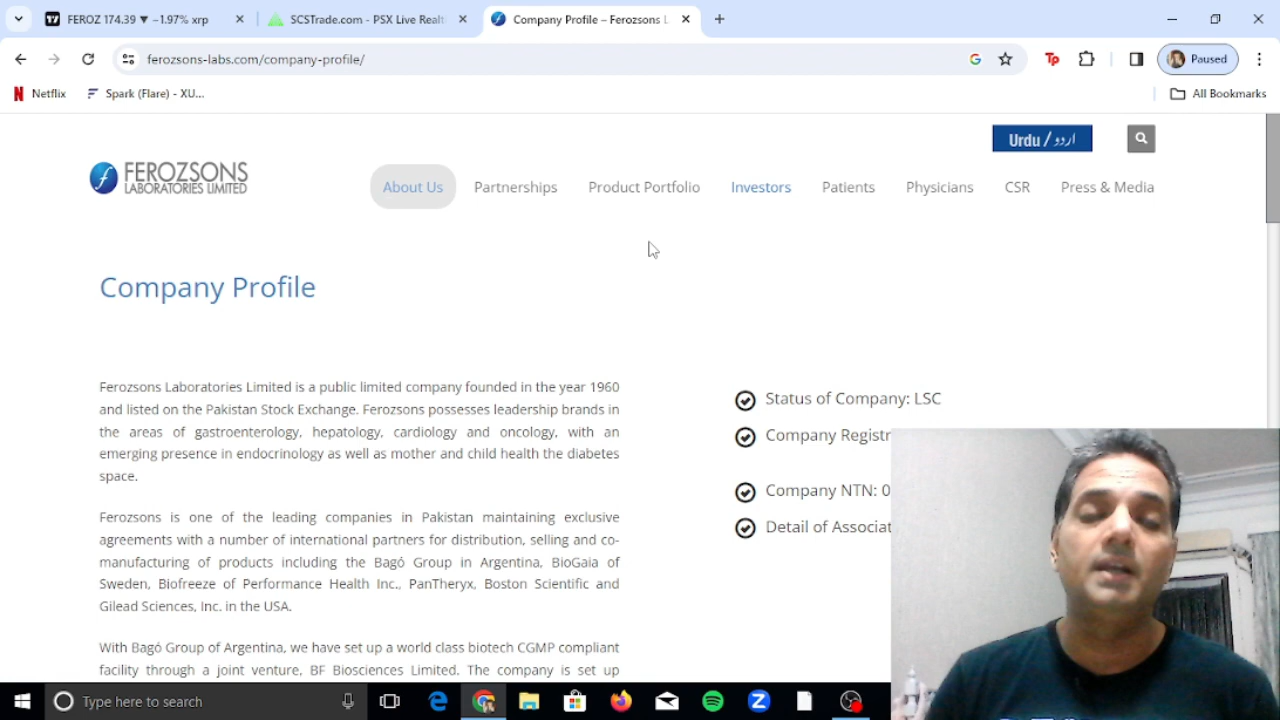 FEROZ 174.39 ▼ −1.97% xrp
SCSTrade.com - PSX Live Realt
Company Profile – Ferozsons L
ferozsons-labs.com/company-profile/
Paused
Netflix
Spark (Flare) - XU...
All Bookmarks
Urdu / اردو
FEROZSONS
LABORATORIES LIMITED
About Us
Partnerships
Product Portfolio
Investors
Patients
Physicians
CSR
Press & Media
Company Profile
Ferozsons Laboratories Limited is a public limited company founded in the year 1960
and listed on the Pakistan Stock Exchange. Ferozsons possesses leadership brands in
the areas of gastroenterology, hepatology, cardiology and oncology, with an
emerging presence in endocrinology as well as mother and child health the diabetes
space.
Ferozsons is one of the leading companies in Pakistan maintaining exclusive
agreements with a number of international partners for distribution, selling and co-
manufacturing of products including the Bagó Group in Argentina, BioGaia of
Sweden, Biofreeze of Performance Health Inc., PanTheryx, Boston Scientific and
Gilead Sciences, Inc. in the USA.
With Bagó Group of Argentina, we have set up a world class biotech CGMP compliant
facility through a joint venture, BF Biosciences Limited. The company is set up
Status of Company: LSC
Company Registr
Company NTN: 0
Detail of Associat
Type here to search